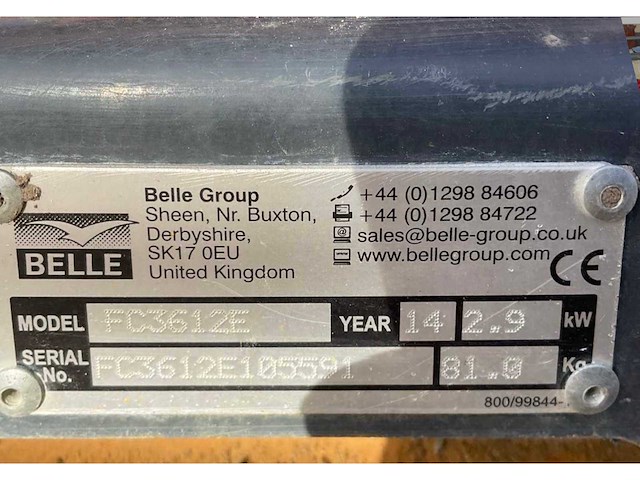 Belle Group
Sheen, Nr. Buxton,
Derbyshire,
SK17 0EU
United Kingdom
+44 (0)1298 84606
+44 (0)1298 84722
sales@belle-group.co.uk
www.bellegroup.com
CE
BELLE
MODEL FC3612E YEAR 14 2.9 kW
SERIAL No. FC3612E105591 81.0 Kg
800/99844-